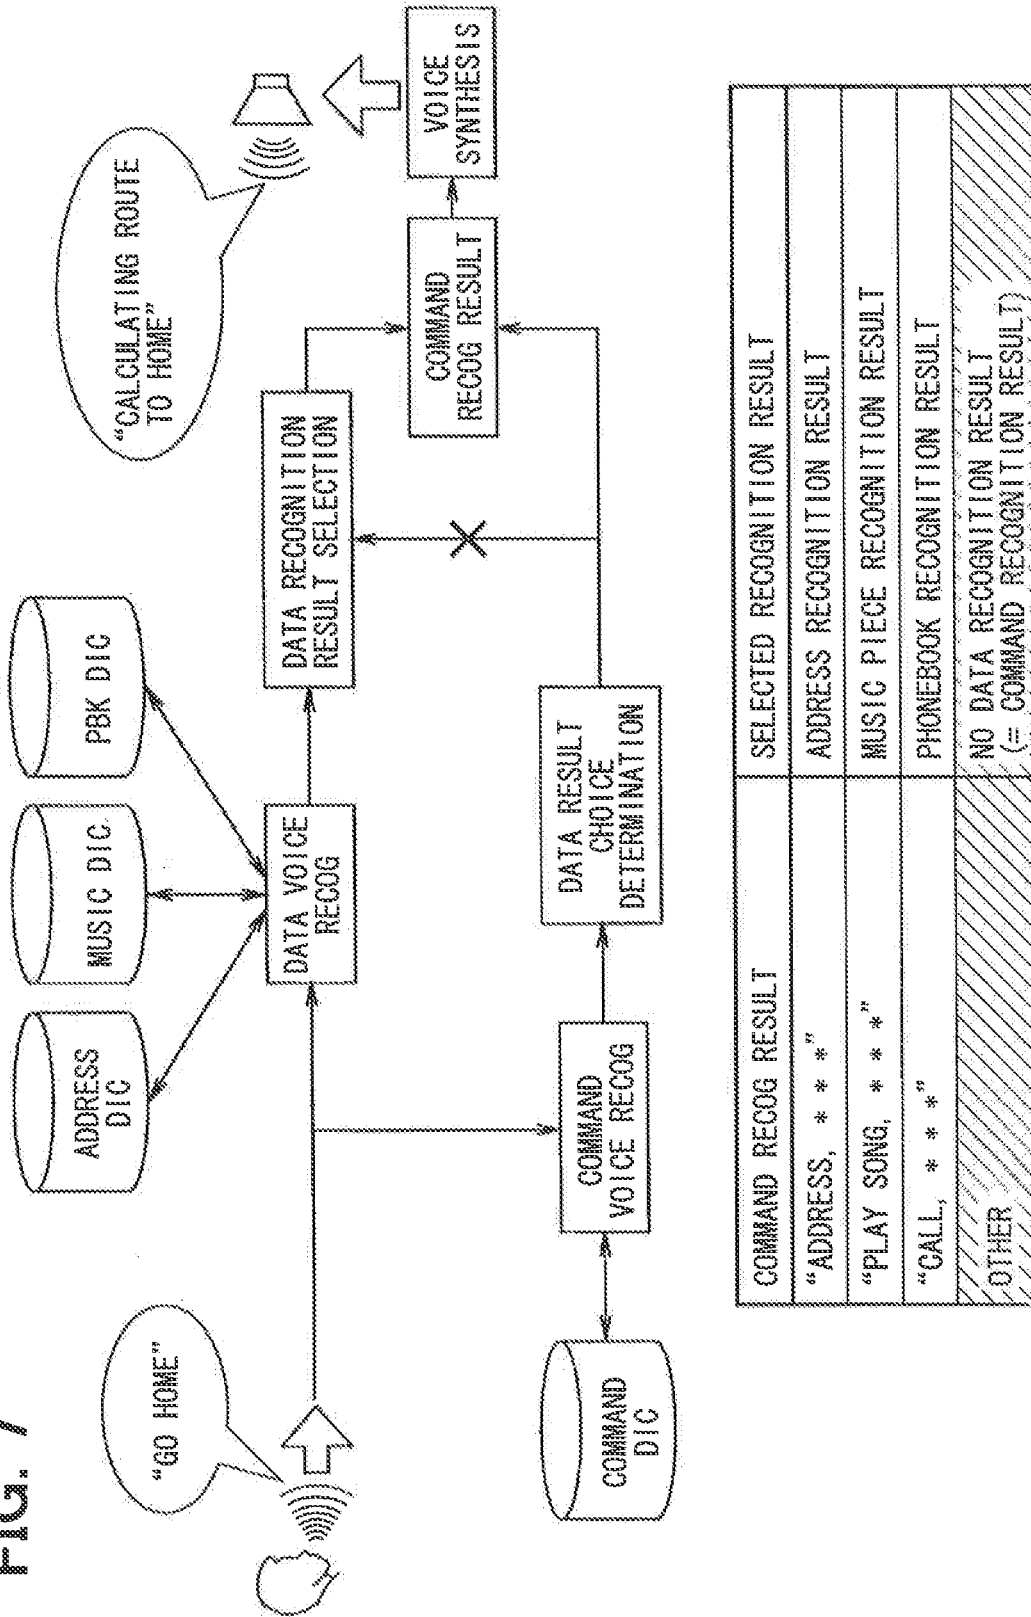 FIG. 7
"GO HOME"
ADDRESS
DIC
MUSIC DIC
PBK DIC
"CALCULATING ROUTE
TO HOME"
DATA VOICE
RECOG
DATA RECOGNITION
RESULT SELECTION
COMMAND
RECOG RESULT
VOICE
SYNTHESIS
COMMAND
DIC
COMMAND
VOICE RECOG
DATA RESULT
CHOICE
DETERMINATION
COMMAND RECOG RESULT
SELECTED RECOGNITION RESULT
"ADDRESS, ***"
ADDRESS RECOGNITION RESULT
"PLAY SONG, ***"
MUSIC PIECE RECOGNITION RESULT
"CALL, ***"
PHONEBOOK RECOGNITION RESULT
OTHER
NO DATA RECOGNITION RESULT
(= COMMAND RECOGNITION RESULT)